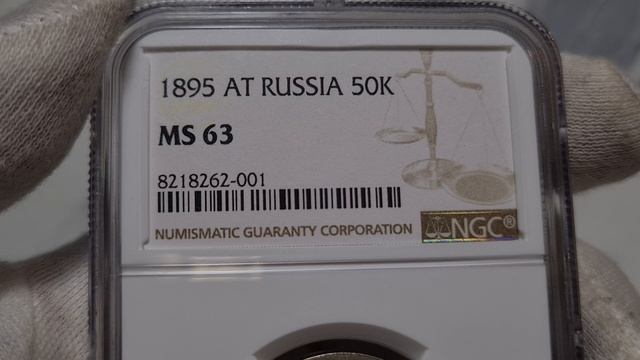 1895 AT RUSSIA 50K
MS 63
8218262-001
NUMISMATIC GUARANTY CORPORATION NGC®